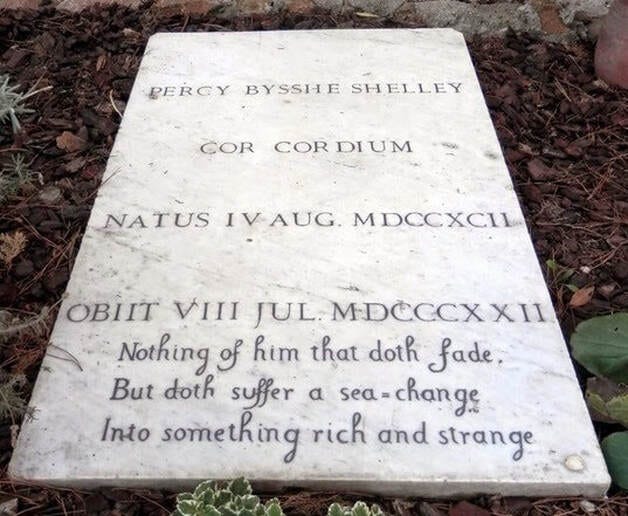 PERCY BYSSHE SHELLEY
COR CORDIUM
NATUS IV AUG. MDCCXCII
OBIIT VIII JUL. MDCCCXXII
Nothing of him that doth fade.
But doth suffer a sea=change
Into something rich and strange